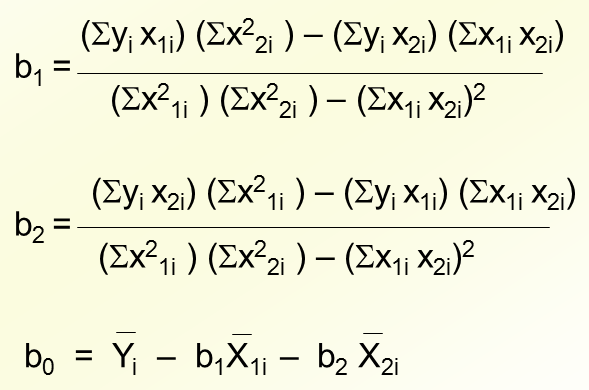 (Σyᵢ x₁ᵢ) (Σx²₂ᵢ ) – (Σyᵢ x₂ᵢ) (Σx₁ᵢ x₂ᵢ)
b₁ =
(Σx²₁ᵢ ) (Σx²₂ᵢ ) – (Σx₁ᵢ x₂ᵢ)²
(Σyᵢ x₂ᵢ) (Σx²₁ᵢ ) – (Σyᵢ x₁ᵢ) (Σx₁ᵢ x₂ᵢ)
b₂ =
(Σx²₁ᵢ ) (Σx²₂ᵢ ) – (Σx₁ᵢ x₂ᵢ)²
b₀ = Y̅ᵢ – b₁X̅₁ᵢ – b₂ X̅₂ᵢ